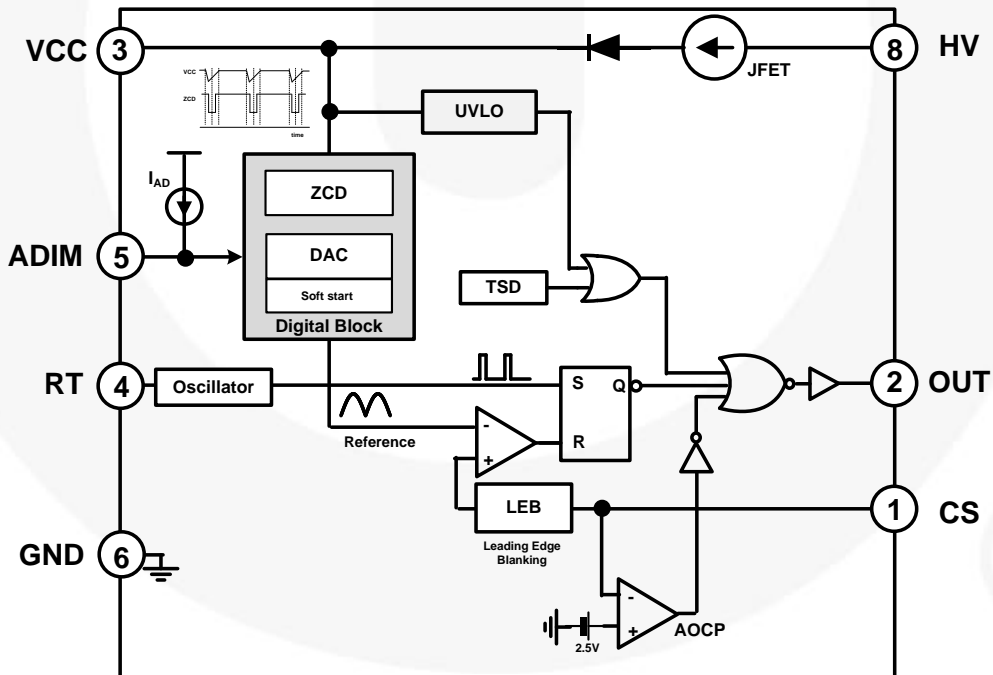 VCC
3
8
HV
JFET
VCC
ZCD
time
UVLO
I_AD
ZCD
ADIM
5
DAC
Soft start
Digital Block
TSD
RT
4
Oscillator
S
Q
2
OUT
Reference
-
+
R
LEB
1
CS
Leading Edge
Blanking
GND
6
-
+
2.5V
AOCP